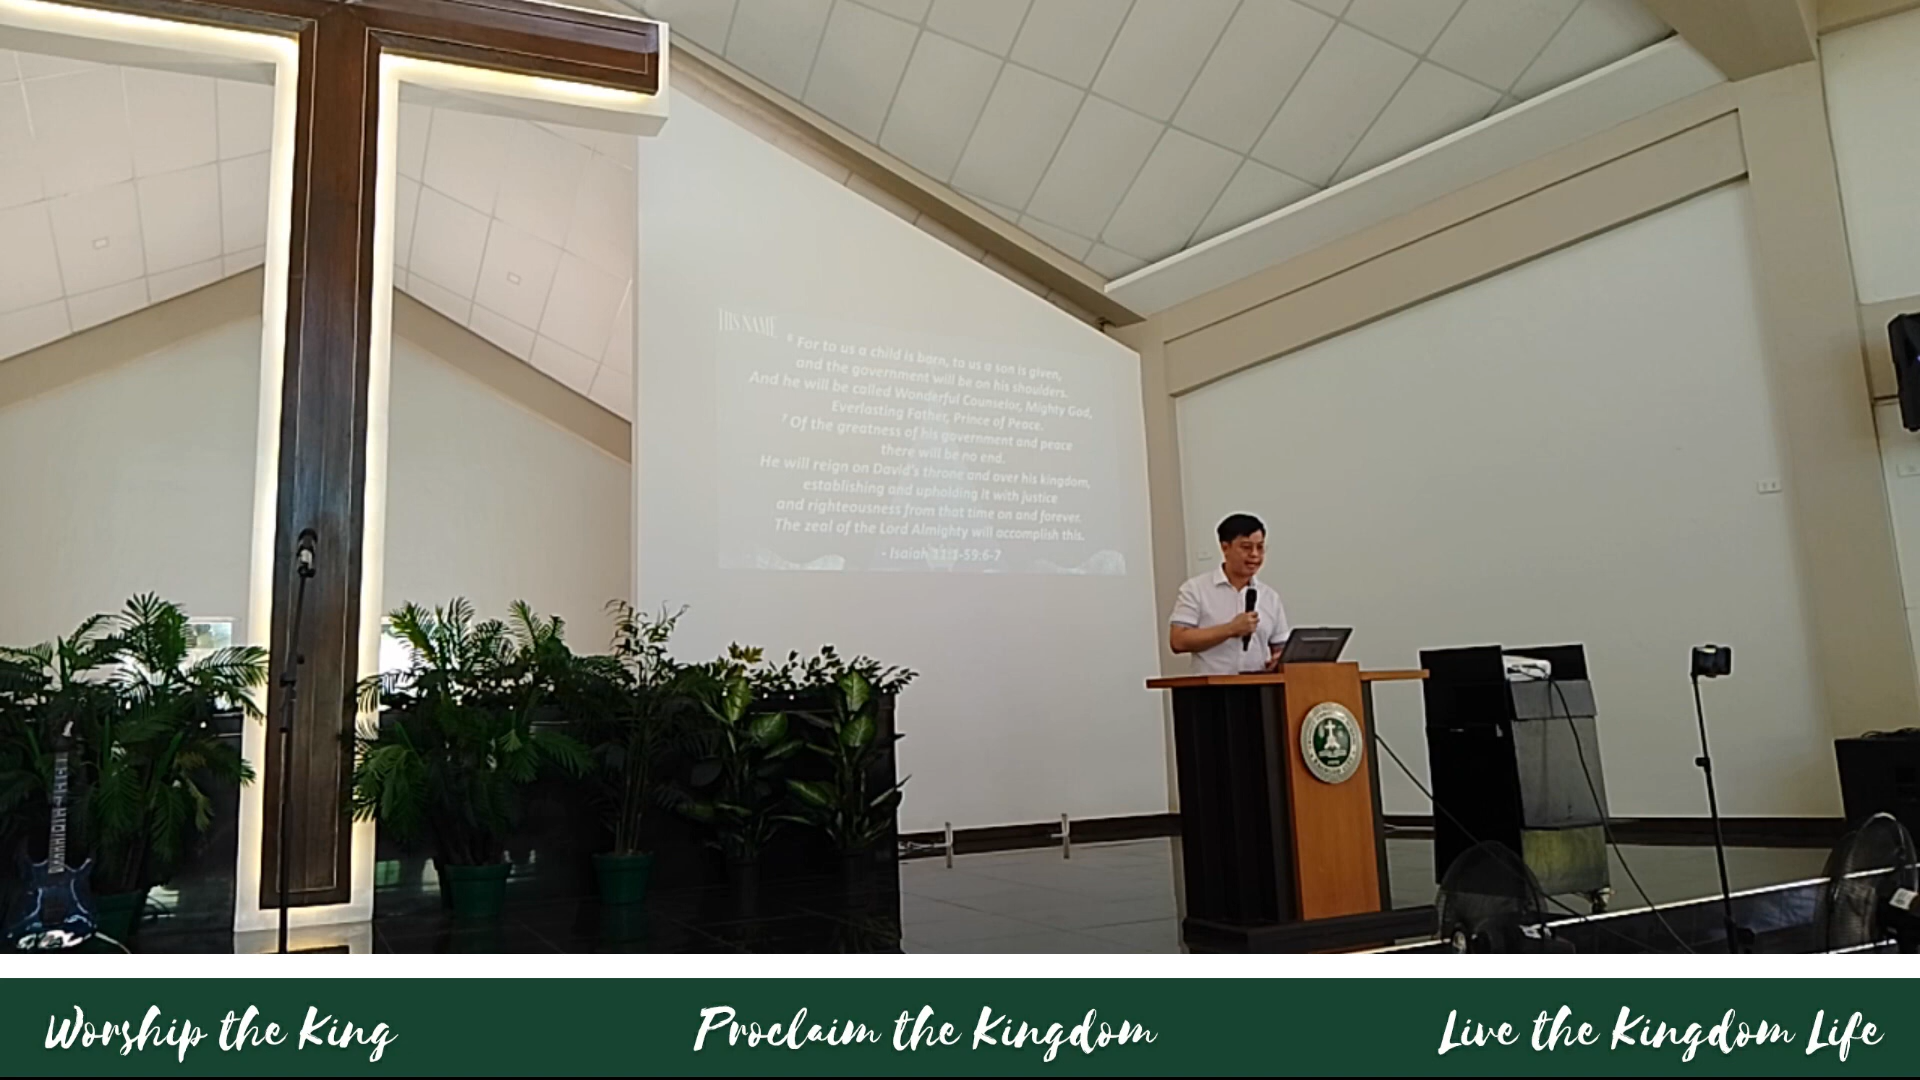 HIS NAME
6 For to us a child is born, to us a son is given,
and the government will be on his shoulders.
And he will be called Wonderful Counselor, Mighty God,
Everlasting Father, Prince of Peace.
7 Of the greatness of his government and peace
there will be no end.
He will reign on David's throne and over his kingdom,
establishing and upholding it with justice
and righteousness from that time on and forever.
The zeal of the Lord Almighty will accomplish this.
- Isaiah
Worship the King
Proclaim the Kingdom
Live the Kingdom Life